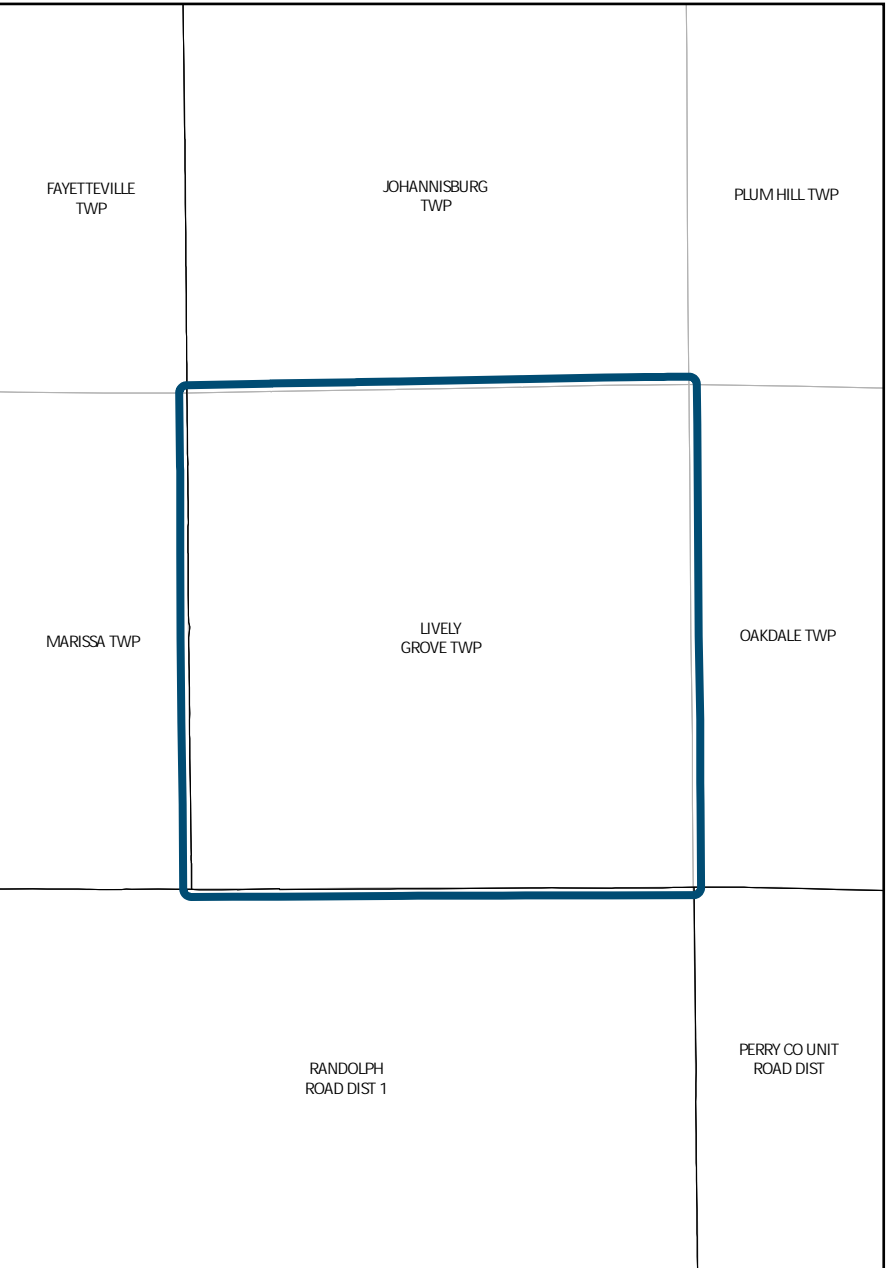 FAYETTEVILLE
TWP
JOHANNISBURG
TWP
PLUM HILL TWP
MARISSA TWP
LIVELY
GROVE TWP
OAKDALE TWP
RANDOLPH
ROAD DIST 1
PERRY CO UNIT
ROAD DIST